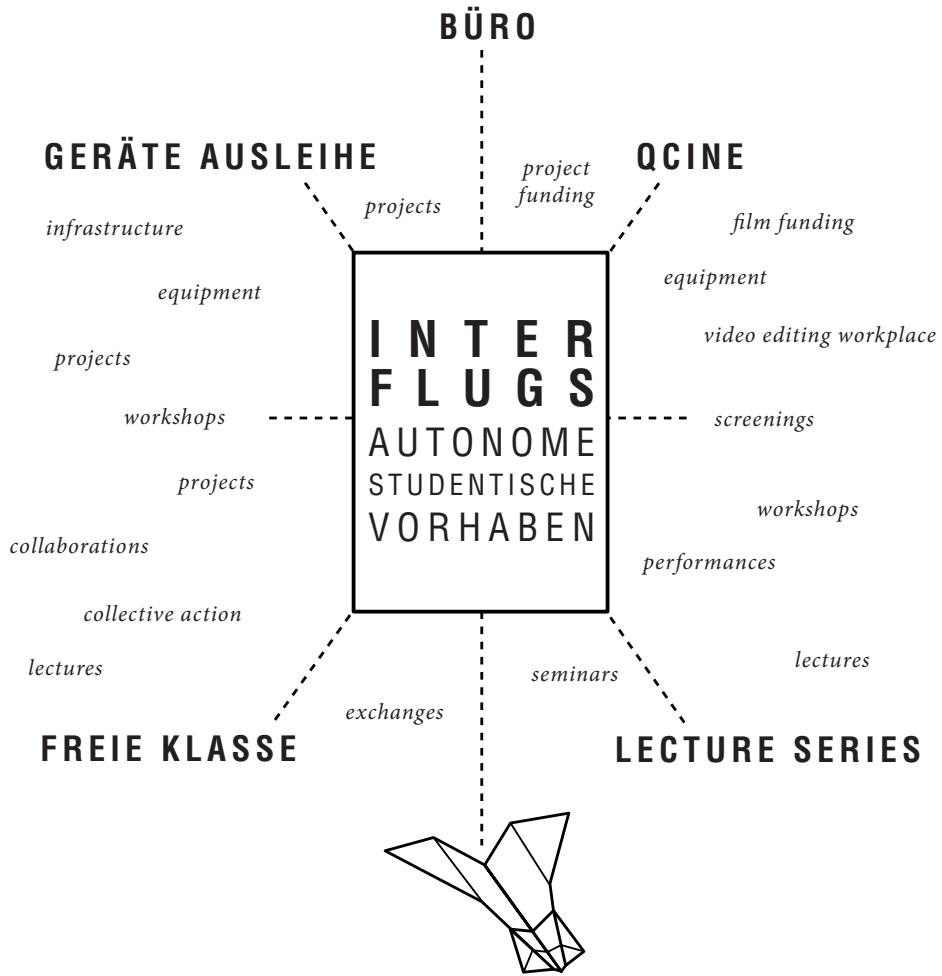 BÜRO
GERÄTE AUSLEIHE
QCINE
project
funding
projects
infrastructure
film funding
equipment
equipment
video editing workplace
projects
workshops
screenings
INTER
FLUGS
AUTONOME
STUDENTISCHE
VORHABEN
projects
workshops
collaborations
performances
collective action
lectures
seminars
lectures
exchanges
FREIE KLASSE
LECTURE SERIES